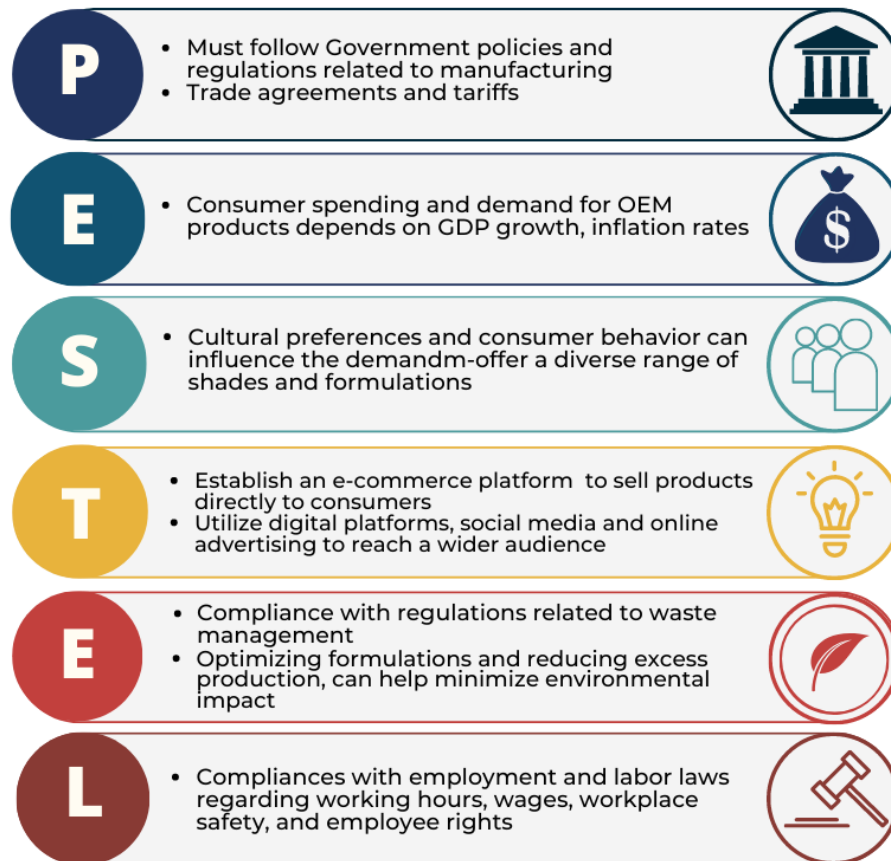 P
• Must follow Government policies and
regulations related to manufacturing
• Trade agreements and tariffs
E
• Consumer spending and demand for OEM
products depends on GDP growth, inflation rates
$
S
• Cultural preferences and consumer behavior can
influence the demandm-offer a diverse range of
shades and formulations
T
• Establish an e-commerce platform to sell products
directly to consumers
• Utilize digital platforms, social media and online
advertising to reach a wider audience
E
• Compliance with regulations related to waste
management
• Optimizing formulations and reducing excess
production, can help minimize environmental
impact
L
• Compliances with employment and labor laws
regarding working hours, wages, workplace
safety, and employee rights